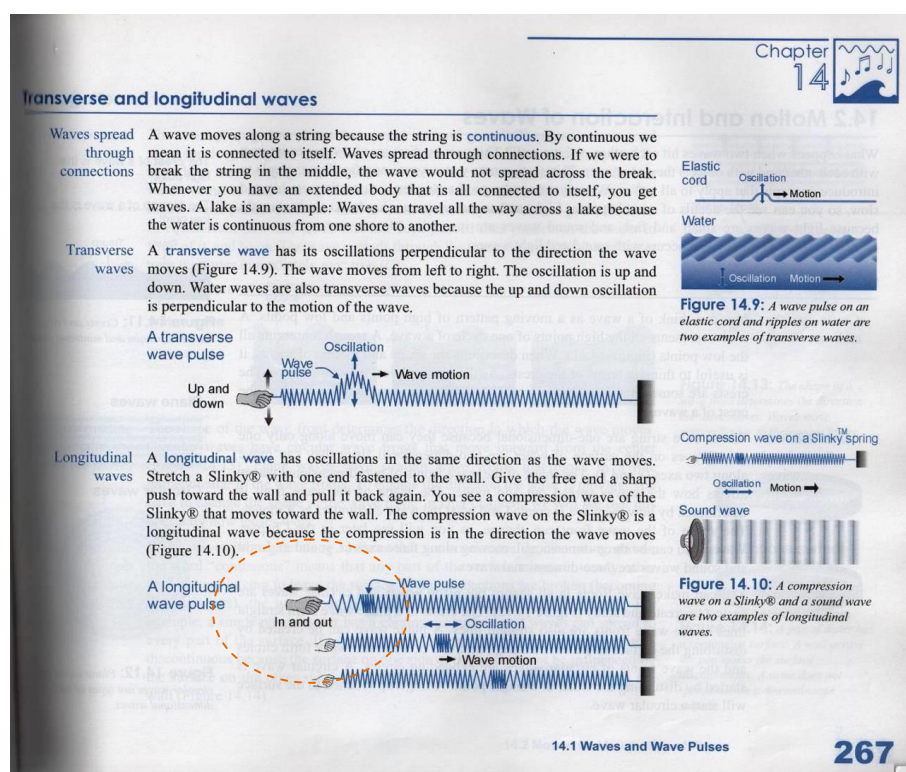 Chapter
14
Transverse and longitudinal waves
Waves spread
through
connections
A wave moves along a string because the string is continuous. By continuous we
mean it is connected to itself. Waves spread through connections. If we were to
break the string in the middle, the wave would not spread across the break.
Whenever you have an extended body that is all connected to itself, you get
waves. A lake is an example: Waves can travel all the way across a lake because
the water is continuous from one shore to another.
Transverse
waves
A transverse wave has oscillations perpendicular to the direction the wave
moves (Figure 14.9). The wave moves from left to right. The oscillation is up and
down. Water waves are also transverse waves because the up and down oscillation
is perpendicular to the motion of the wave.
A transverse
wave pulse
Oscillation
Wave
pulse
Wave motion
Up and
down
Longitudinal
waves
A longitudinal wave has oscillations in the same direction as the wave moves.
Stretch a Slinky® with one end fastened to the wall. Give the free end a sharp
push toward the wall and pull it back again. You see a compression wave of the
Slinky® that moves toward the wall. The compression wave on the Slinky® is a
longitudinal wave because the compression is in the direction the wave moves
(Figure 14.10).
A longitudinal
wave pulse
Wave pulse
In and out
Oscillation
Wave motion
Elastic
cord
Oscillation
Motion
Water
Oscillation Motion
Figure 14.9: A wave pulse on an
elastic cord and ripples on water are
two examples of transverse waves.
Compression wave on a Slinky™ spring
Oscillation Motion
Sound wave
Figure 14.10: A compression
wave on a Slinky® and a sound wave
are two examples of longitudinal
waves.
14.1 Waves and Wave Pulses
267